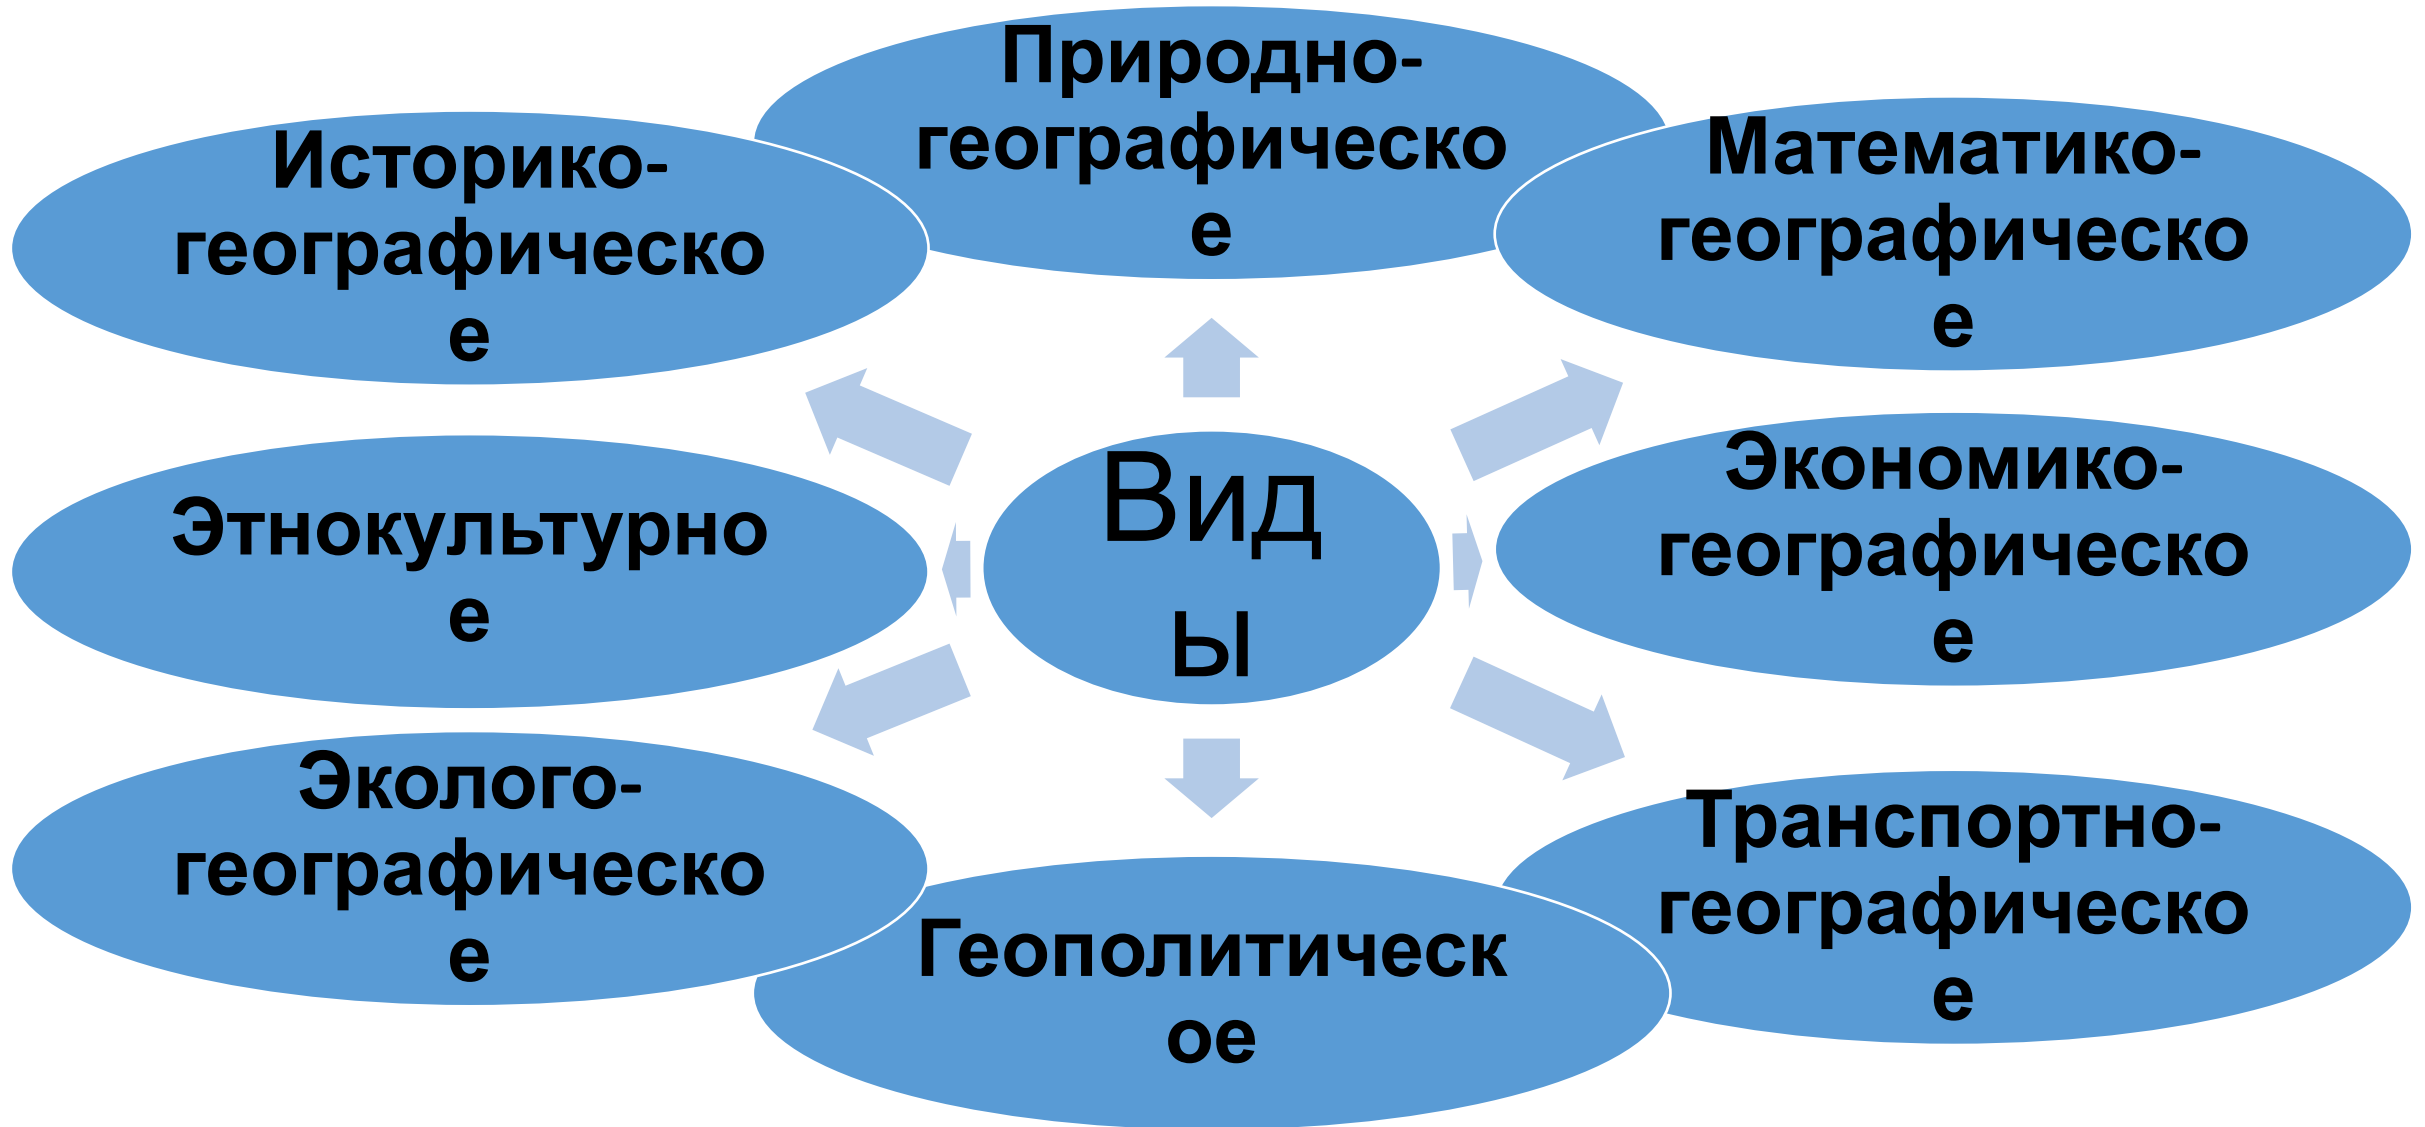 Природно-
географическо
е
Математико-
географическо
е
Экономико-
географическо
е
Транспортно-
географическо
е
Геополитическ
ое
Эколого-
географическо
е
Этнокультурно
е
Историко-
географическо
е
Вид
ы